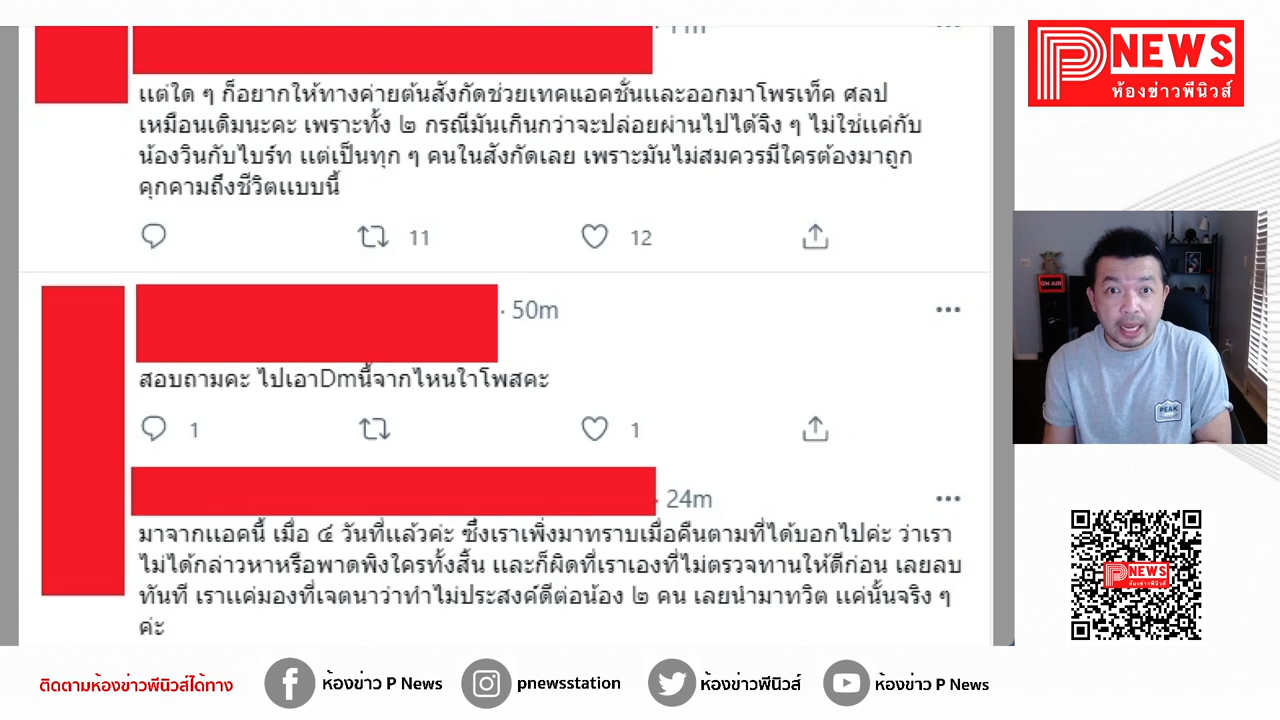 แต่ใด ๆ ก็อยากให้ทางค่ายต้นสังกัดช่วยเทคแอคชั่นและออกมาโพรเท็ค ศลป
เหมือนเดิมนะคะ เพราะทั้ง ๒ กรณีมันเกินกว่าจะปล่อยผ่านไปได้จิง ๆ ไม่ใช่แค่กับ
น้องวินกับไบร์ท แต่เป็นทุก ๆ คนในสังกัดเลย เพราะมันไม่สมควรมีใครต้องมาถูก
คุกคามถึงชีวิตแบบนี้
11
12
· 50m
สอบถามคะ ไปเอาDmนี้จากไหนใาโพสคะ
1
1
24m
มาจากแอคนี้ เมื่อ ๔ วันที่แล้วค่ะ ซึ่งเราเพิ่งมาทราบเมื่อคืนตามที่ได้บอกไปค่ะ ว่าเรา
ไม่ได้กล่าวหาหรือพาดพิงใครทั้งสิ้น และก็ผิดที่เราเองที่ไม่ตรวจทานให้ดีก่อน เลยลบ
ทันที เราแค่มองที่เจตนาว่าทำไม่ประสงค์ดีต่อน้อง ๒ คน เลยนำมาทวิต แค่นั้นจริง ๆ
ค่ะ
P NEWS
ห้องข่าวพีนิวส์
ON AIR
PEAK
P NEWS
ห้องข่าวพีนิวส์
ติดตามห้องข่าวพีนิวส์ได้ทาง
ห้องข่าว P News
pnewsstation
ห้องข่าวพีนิวส์
ห้องข่าว P News